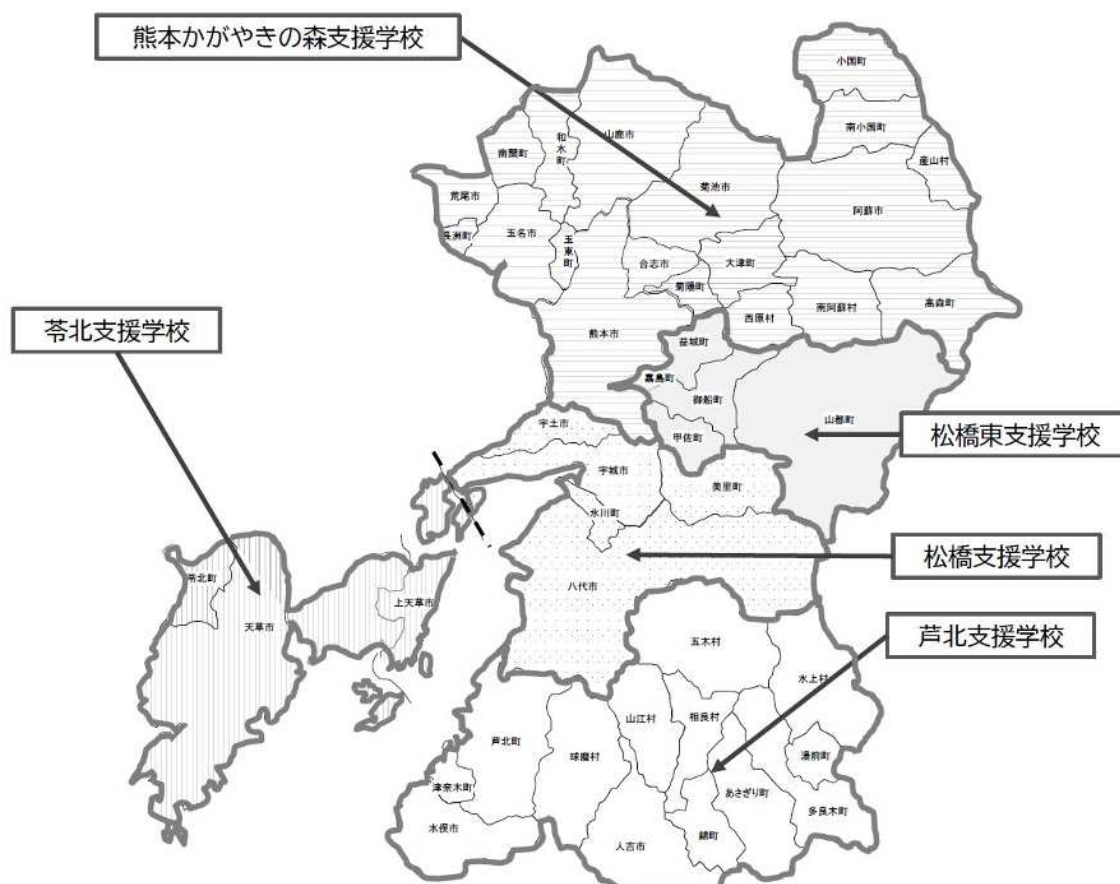 熊本かがやきの森支援学校
小国町
南小国町
産山村
和水町
山鹿市
南関町
菊池市
荒尾市
阿蘇市
長洲町
玉名市
玉東町
合志市
大津町
菊陽町
西原村
南阿蘇村
高森町
苓北支援学校
熊本市
益城町
嘉島町
御船町
山都町
甲佐町
松橋東支援学校
宇土市
宇城市
美里町
氷川町
松橋支援学校
八代市
苓北町
天草市
上天草市
芦北支援学校
五木村
水上村
山江村
相良村
芦北町
球磨村
湯前町
津奈木町
あさぎり町
多良木町
水俣市
人吉市
錦町